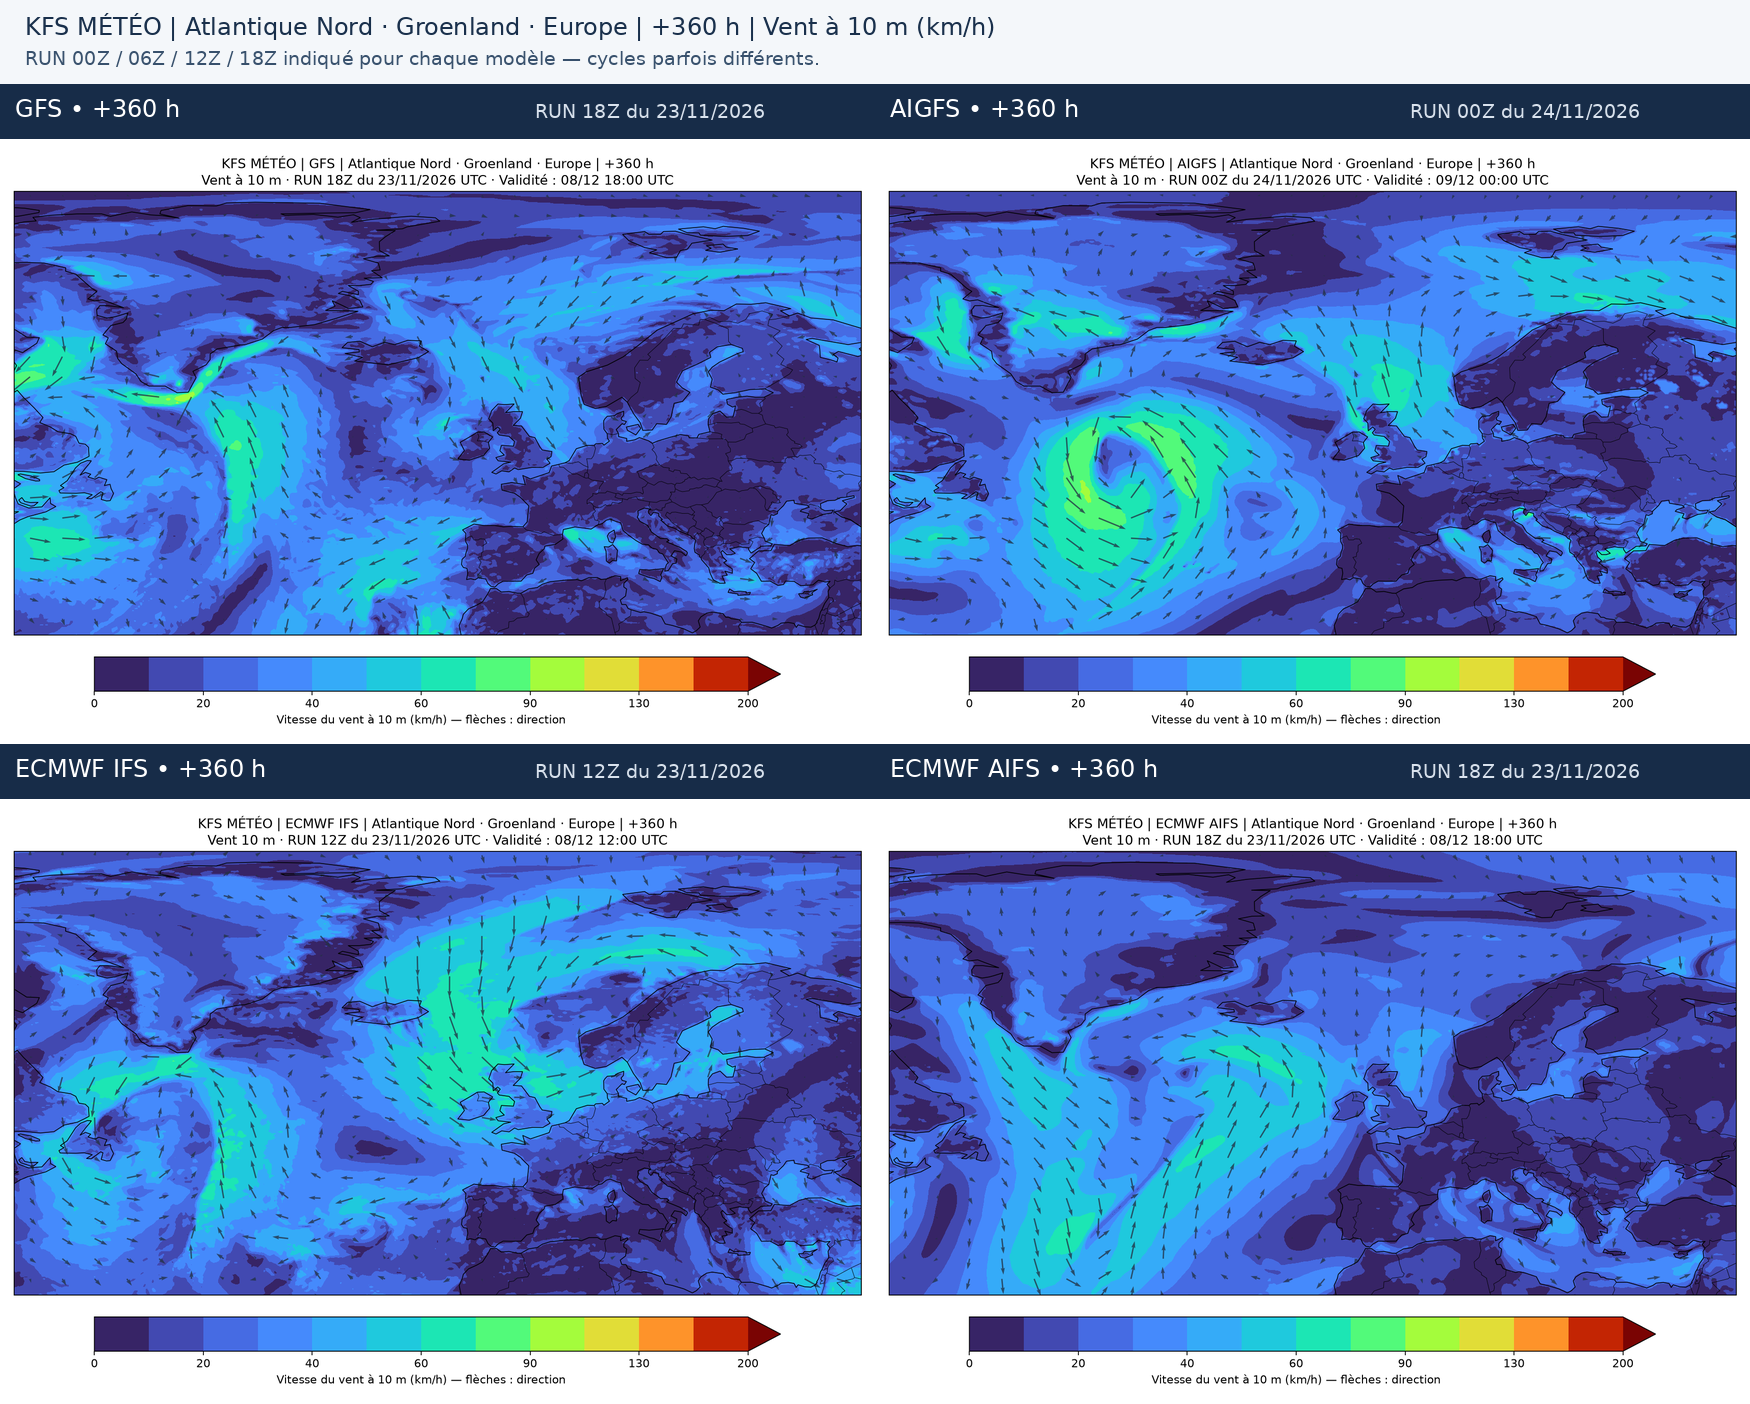 KFS MÉTÉO | Atlantique Nord · Groenland · Europe | +360 h | Vent à 10 m (km/h)
RUN 00Z / 06Z / 12Z / 18Z indiqué pour chaque modèle — cycles parfois différents.
GFS • +360 h
RUN 18Z du 23/11/2026
KFS MÉTÉO | GFS | Atlantique Nord · Groenland · Europe | +360 h
Vent à 10 m · RUN 18Z du 23/11/2026 UTC · Validité : 08/12 18:00 UTC
0 20 40 60 90 130 200
Vitesse du vent à 10 m (km/h) — flèches : direction
AIGFS • +360 h
RUN 00Z du 24/11/2026
KFS MÉTÉO | AIGFS | Atlantique Nord · Groenland · Europe | +360 h
Vent à 10 m · RUN 00Z du 24/11/2026 UTC · Validité : 09/12 00:00 UTC
0 20 40 60 90 130 200
Vitesse du vent à 10 m (km/h) — flèches : direction
ECMWF IFS • +360 h
RUN 12Z du 23/11/2026
KFS MÉTÉO | ECMWF IFS | Atlantique Nord · Groenland · Europe | +360 h
Vent 10 m · RUN 12Z du 23/11/2026 UTC · Validité : 08/12 12:00 UTC
0 20 40 60 90 130 200
Vitesse du vent à 10 m (km/h) — flèches : direction
ECMWF AIFS • +360 h
RUN 18Z du 23/11/2026
KFS MÉTÉO | ECMWF AIFS | Atlantique Nord · Groenland · Europe | +360 h
Vent 10 m · RUN 18Z du 23/11/2026 UTC · Validité : 08/12 18:00 UTC
0 20 40 60 90 130 200
Vitesse du vent à 10 m (km/h) — flèches : direction